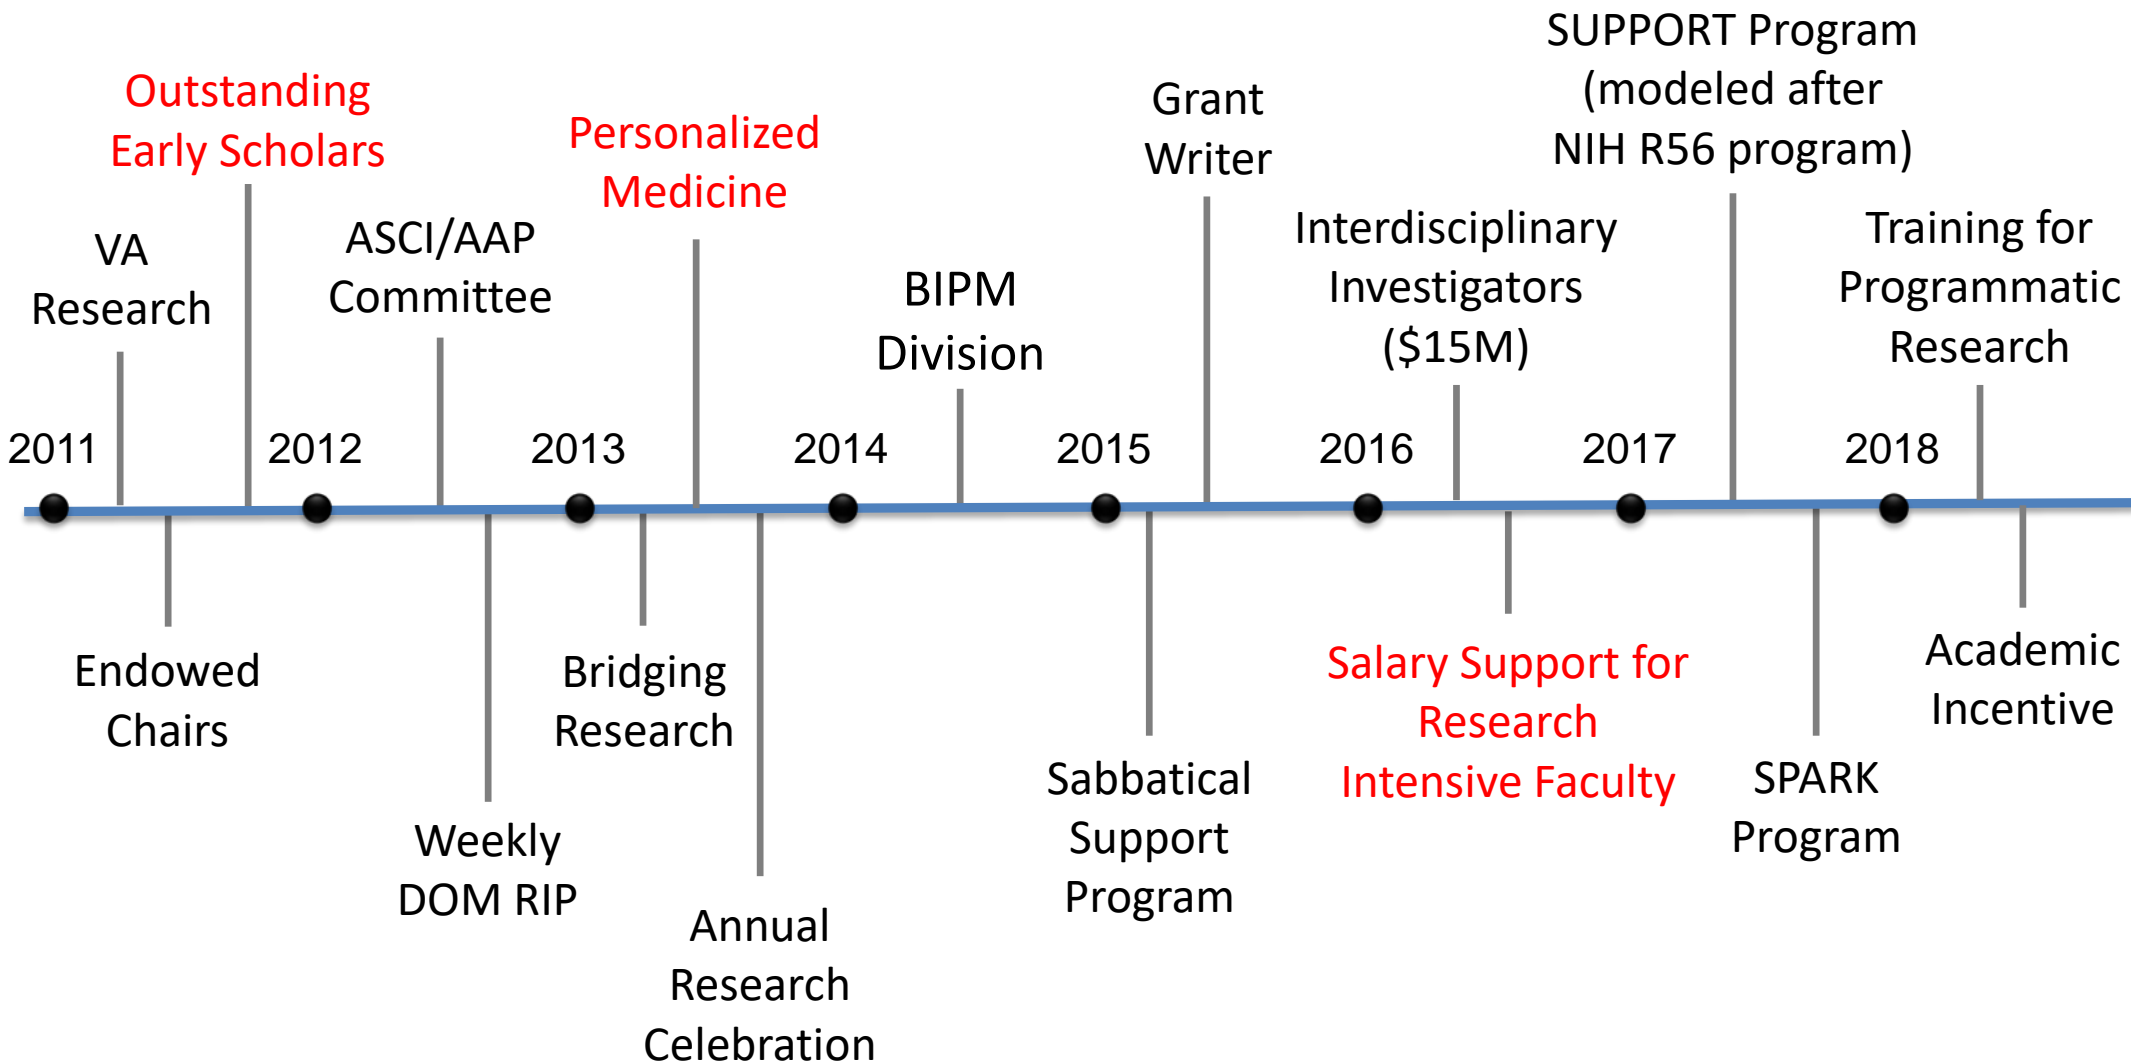 Outstanding
Early Scholars
VA
Research
ASCI/AAP
Committee
Personalized
Medicine
BIPM
Division
Grant
Writer
Interdisciplinary
Investigators
($15M)
SUPPORT Program
(modeled after
NIH R56 program)
Training for
Programmatic
Research
2011
2012
2013
2014
2015
2016
2017
2018
Endowed
Chairs
Weekly
DOM RIP
Bridging
Research
Annual
Research
Celebration
Sabbatical
Support
Program
Salary Support for
Research
Intensive Faculty
SPARK
Program
Academic
Incentive